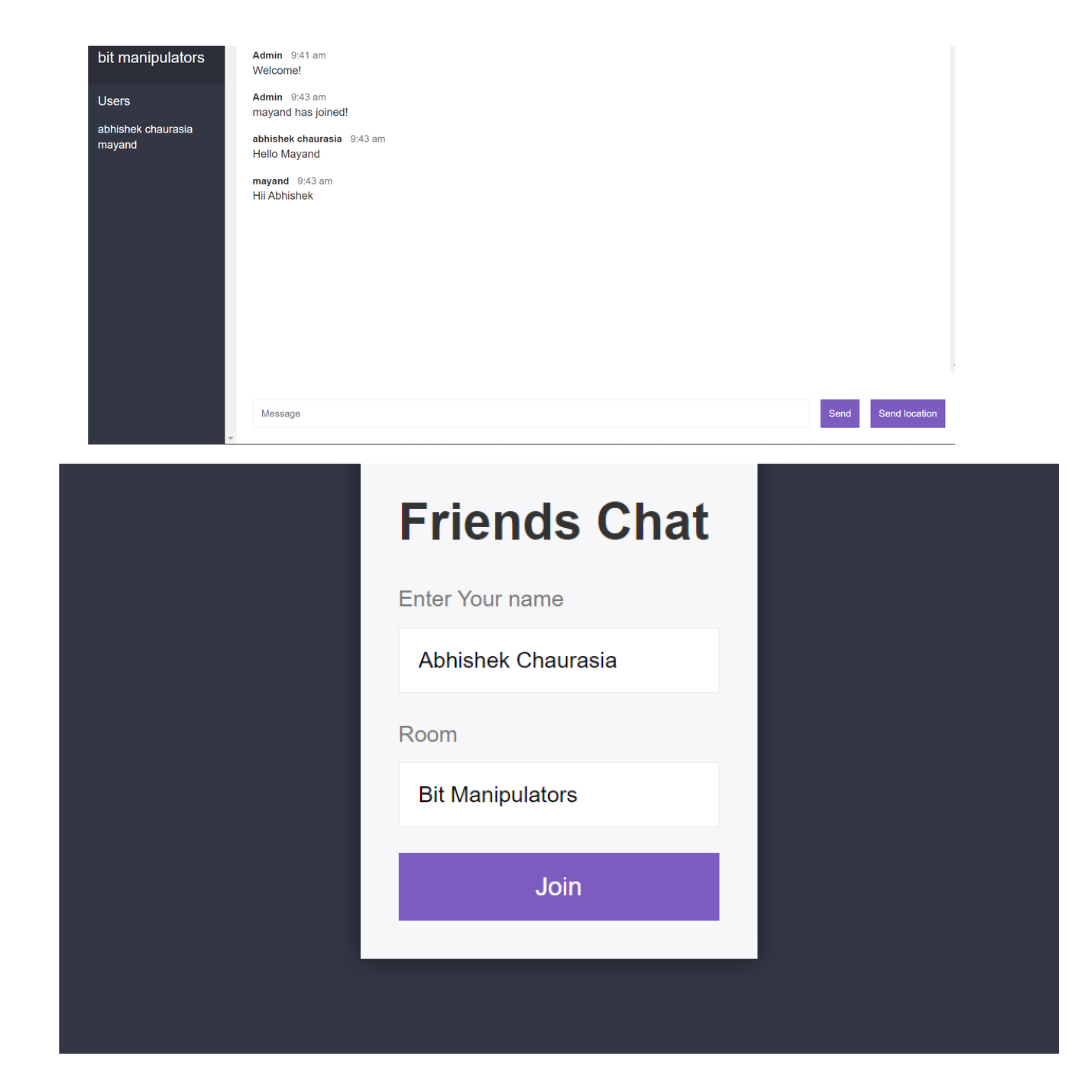 bit manipulators
Users
abhishek chaurasia
mayand
Admin 9:41 am
Welcome!
Admin 9:43 am
mayand has joined!
abhishek chaurasia 9:43 am
Hello Mayand
mayand 9:43 am
Hii Abhishek
Message
Send
Send location
Friends Chat
Enter Your name
Abhishek Chaurasia
Room
Bit Manipulators
Join